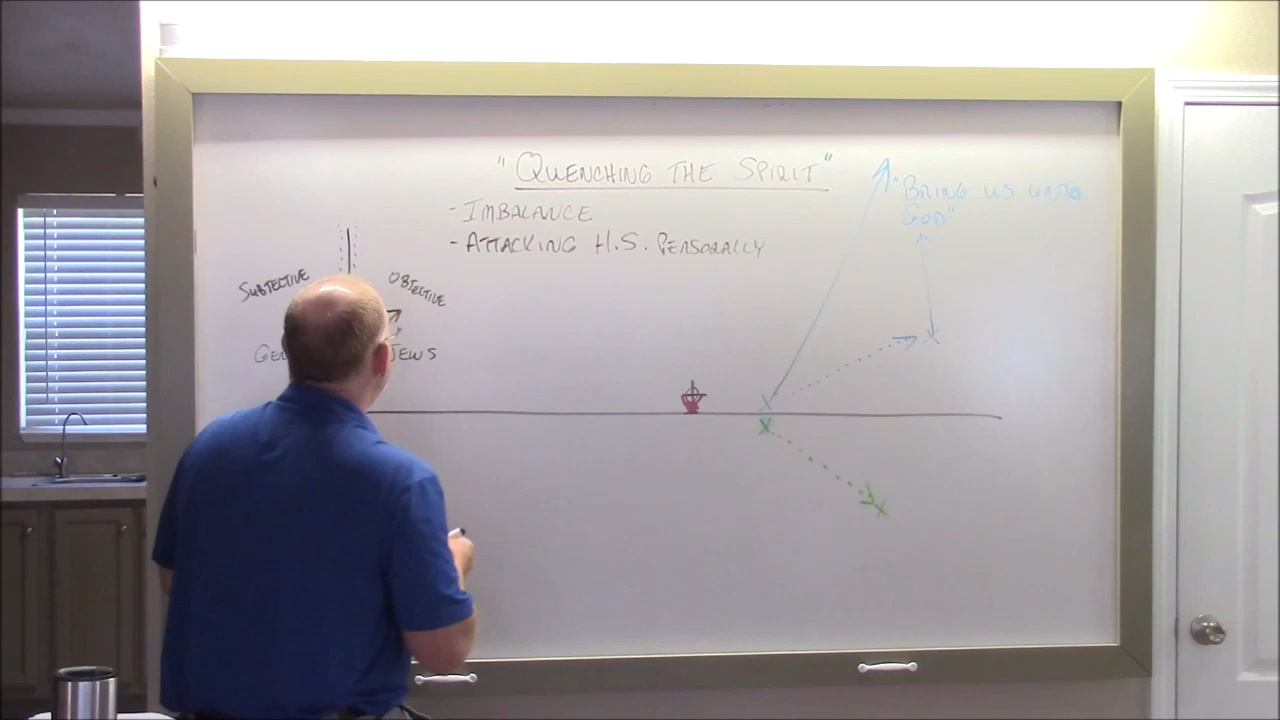 "QUENCHING THE SPIRIT"
- IMBALANCE
- ATTACKING H.S. PERSONALLY
"BRING US UNTO
GOD"
SUBJECTIVE
OBJECTIVE
JEWS